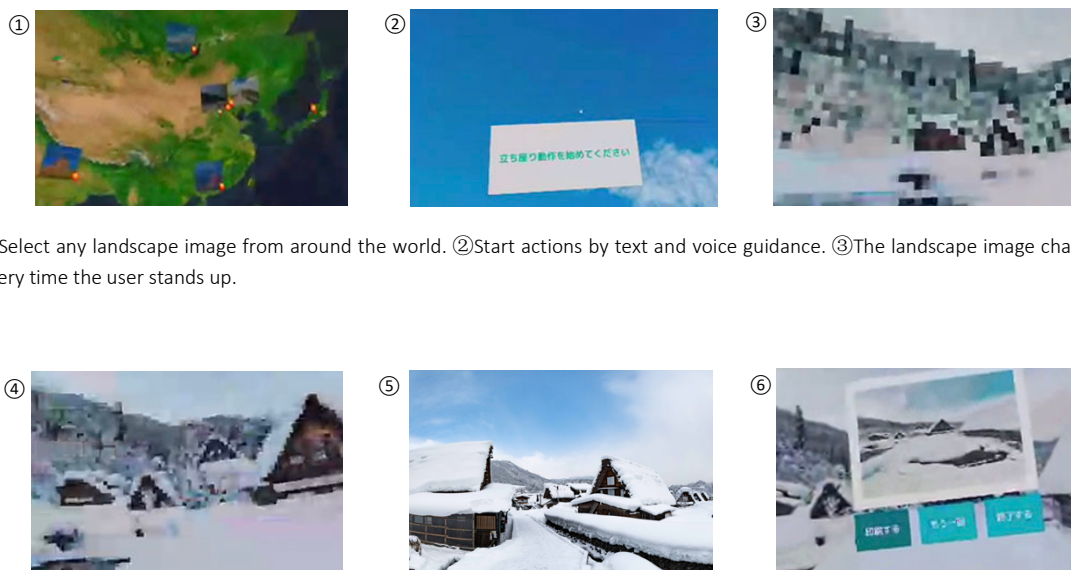 ①
②
③
立ち座り動作を始めてください
Select any landscape image from around the world. ②Start actions by text and voice guidance. ③The landscape image cha
ery time the user stands up.
④
⑤
⑥
印刷する
もう一回
終了する